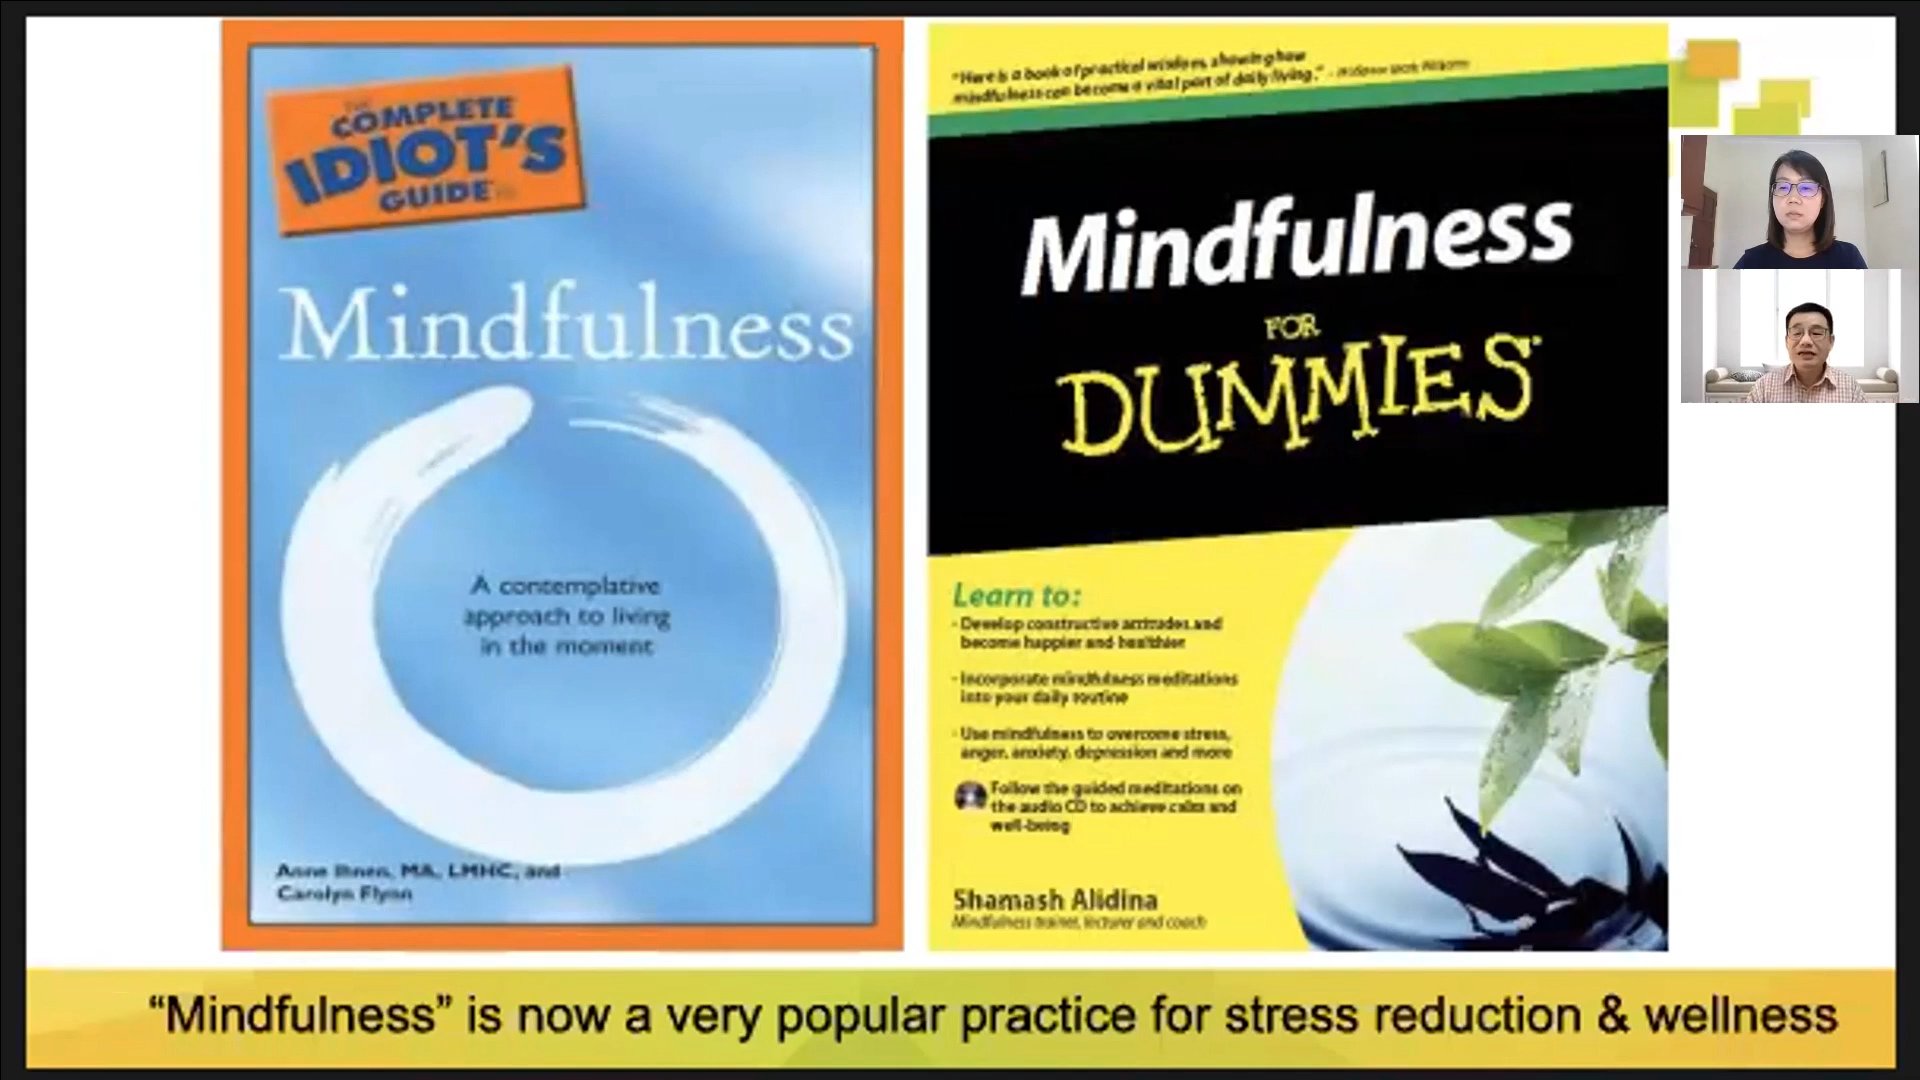 THE
COMPLETE
IDIOT'S
GUIDE
Mindfulness
A contemplative
approach to living
in the moment
Anne Ihnen, MA, LMHC, and
Carolyn Flynn
"Here is a book of practical wisdom, showing how
mindfulness can become a vital part of daily living."
Mindfulness
FOR
DUMMIES
Learn to:
- Develop constructive attitudes and
become happier and healthier
- Incorporate mindfulness meditations
into your daily routine
- Use mindfulness to overcome stress,
anger, anxiety, depression and more
Follow the guided meditations on
the audio CD to achieve calm and
well-being
Shamash Alidina
Mindfulness trainer, lecturer and coach
“Mindfulness” is now a very popular practice for stress reduction & wellness